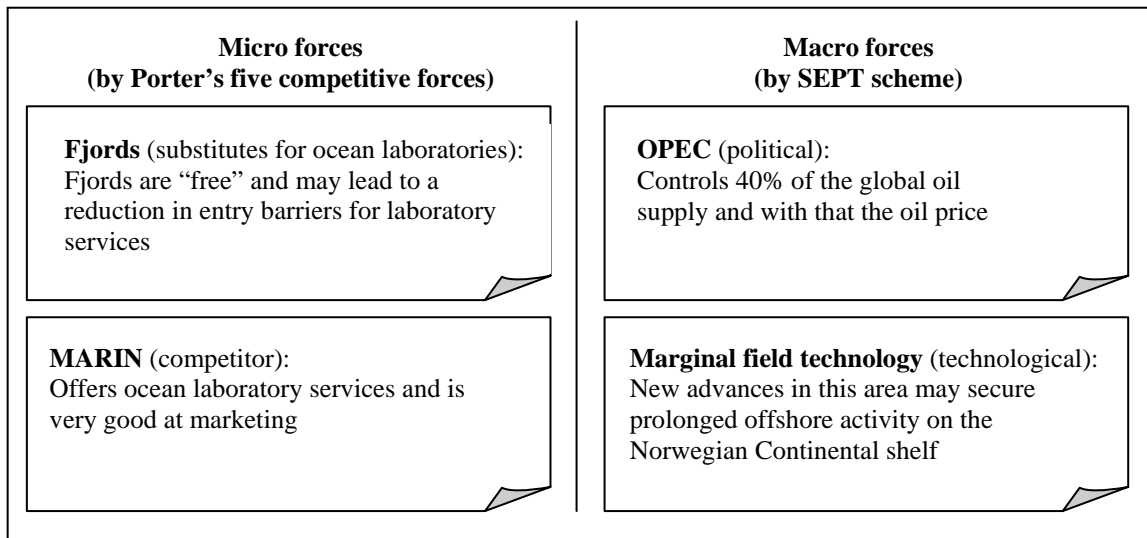 Micro forces
(by Porter's five competitive forces)
Fjords (substitutes for ocean laboratories):
Fjords are “free” and may lead to a
reduction in entry barriers for laboratory
services
MARIN (competitor):
Offers ocean laboratory services and is
very good at marketing
Macro forces
(by SEPT scheme)
OPEC (political):
Controls 40% of the global oil
supply and with that the oil price
Marginal field technology (technological):
New advances in this area may secure
prolonged offshore activity on the
Norwegian Continental shelf